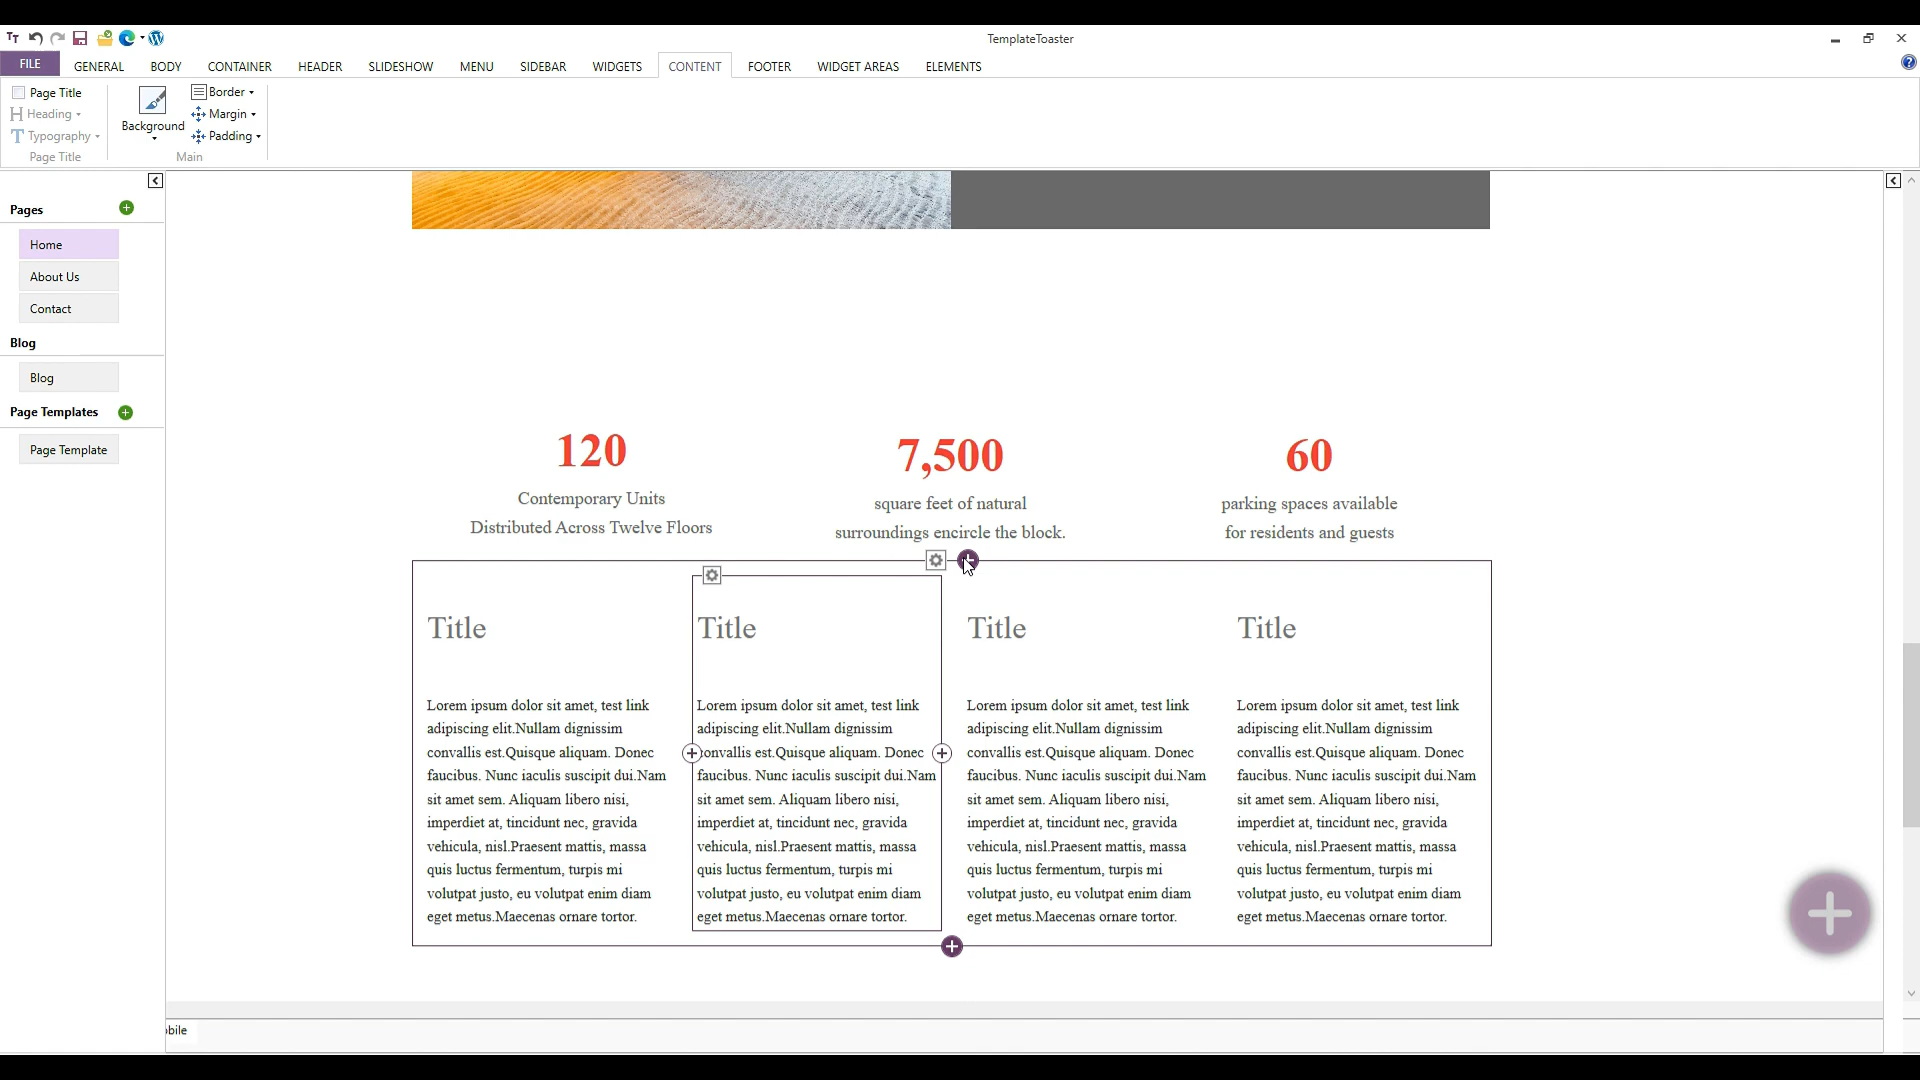 TT
TemplateToaster
FILE GENERAL BODY CONTAINER HEADER SLIDESHOW MENU SIDEBAR WIDGETS CONTENT FOOTER WIDGET AREAS ELEMENTS
Page Title
H Heading
T Typography
Page Title
Background
Border
Margin
Padding
Main
Pages
Home
About Us
Contact
Blog
Blog
Page Templates
Page Template
120
Contemporary Units
Distributed Across Twelve Floors
7,500
square feet of natural
surroundings encircle the block.
60
parking spaces available
for residents and guests
Title
Lorem ipsum dolor sit amet, test link
adipiscing elit.Nullam dignissim
convallis est.Quisque aliquam. Donec
faucibus. Nunc iaculis suscipit dui.Nam
sit amet sem. Aliquam libero nisi,
imperdiet at, tincidunt nec, gravida
vehicula, nisl.Praesent mattis, massa
quis luctus fermentum, turpis mi
volutpat justo, eu volutpat enim diam
eget metus.Maecenas ornare tortor.
Title
Lorem ipsum dolor sit amet, test link
adipiscing elit.Nullam dignissim
convallis est.Quisque aliquam. Donec
faucibus. Nunc iaculis suscipit dui.Nam
sit amet sem. Aliquam libero nisi,
imperdiet at, tincidunt nec, gravida
vehicula, nisl.Praesent mattis, massa
quis luctus fermentum, turpis mi
volutpat justo, eu volutpat enim diam
eget metus.Maecenas ornare tortor.
Title
Lorem ipsum dolor sit amet, test link
adipiscing elit.Nullam dignissim
convallis est.Quisque aliquam. Donec
faucibus. Nunc iaculis suscipit dui.Nam
sit amet sem. Aliquam libero nisi,
imperdiet at, tincidunt nec, gravida
vehicula, nisl.Praesent mattis, massa
quis luctus fermentum, turpis mi
volutpat justo, eu volutpat enim diam
eget metus.Maecenas ornare tortor.
Title
Lorem ipsum dolor sit amet, test link
adipiscing elit.Nullam dignissim
convallis est.Quisque aliquam. Donec
faucibus. Nunc iaculis suscipit dui.Nam
sit amet sem. Aliquam libero nisi,
imperdiet at, tincidunt nec, gravida
vehicula, nisl.Praesent mattis, massa
quis luctus fermentum, turpis mi
volutpat justo, eu volutpat enim diam
eget metus.Maecenas ornare tortor.
bile